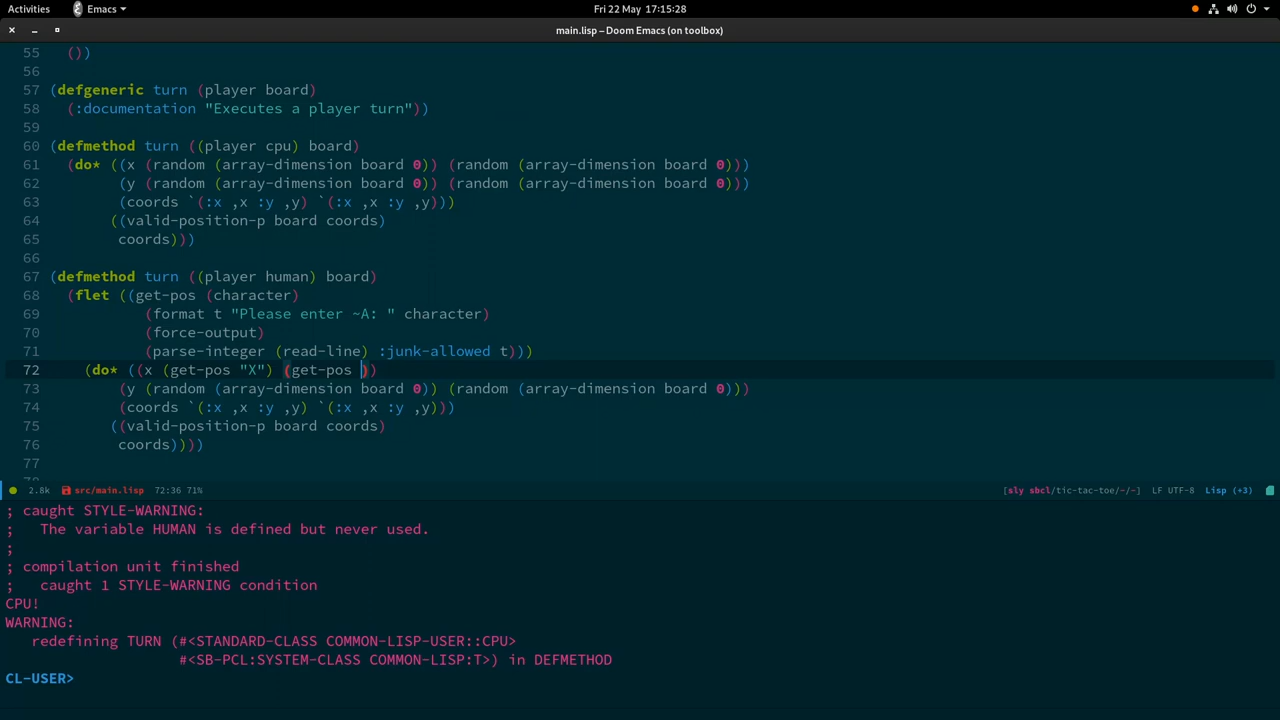 Activities Emacs Fri 22 May 17:15:28
main.lisp – Doom Emacs (on toolbox)
55 ())
56
57 (defgeneric turn (player board)
58 (:documentation "Executes a player turn"))
59
60 (defmethod turn ((player cpu) board)
61 (do* ((x (random (array-dimension board 0)) (random (array-dimension board 0)))
62 (y (random (array-dimension board 0)) (random (array-dimension board 0)))
63 (coords `(:x ,x :y ,y) `(:x ,x :y ,y)))
64 ((valid-position-p board coords)
65 coords)))
66
67 (defmethod turn ((player human) board)
68 (flet ((get-pos (character)
69 (format t "Please enter ~A: " character)
70 (force-output)
71 (parse-integer (read-line) :junk-allowed t)))
72 (do* ((x (get-pos "X") (get-pos ))
73 (y (random (array-dimension board 0)) (random (array-dimension board 0)))
74 (coords `(:x ,x :y ,y) `(:x ,x :y ,y)))
75 ((valid-position-p board coords)
76 coords))))
77
2.8k src/main.lisp 72:36 71% [sly sbcl/tic-tac-toe/~/~] LF UTF-8 Lisp (+3)
; caught STYLE-WARNING:
; The variable HUMAN is defined but never used.
;
; compilation unit finished
; caught 1 STYLE-WARNING condition
CPU!
WARNING:
redefining TURN (#<STANDARD-CLASS COMMON-LISP-USER::CPU>
#<SB-PCL:SYSTEM-CLASS COMMON-LISP:T>) in DEFMETHOD
CL-USER>